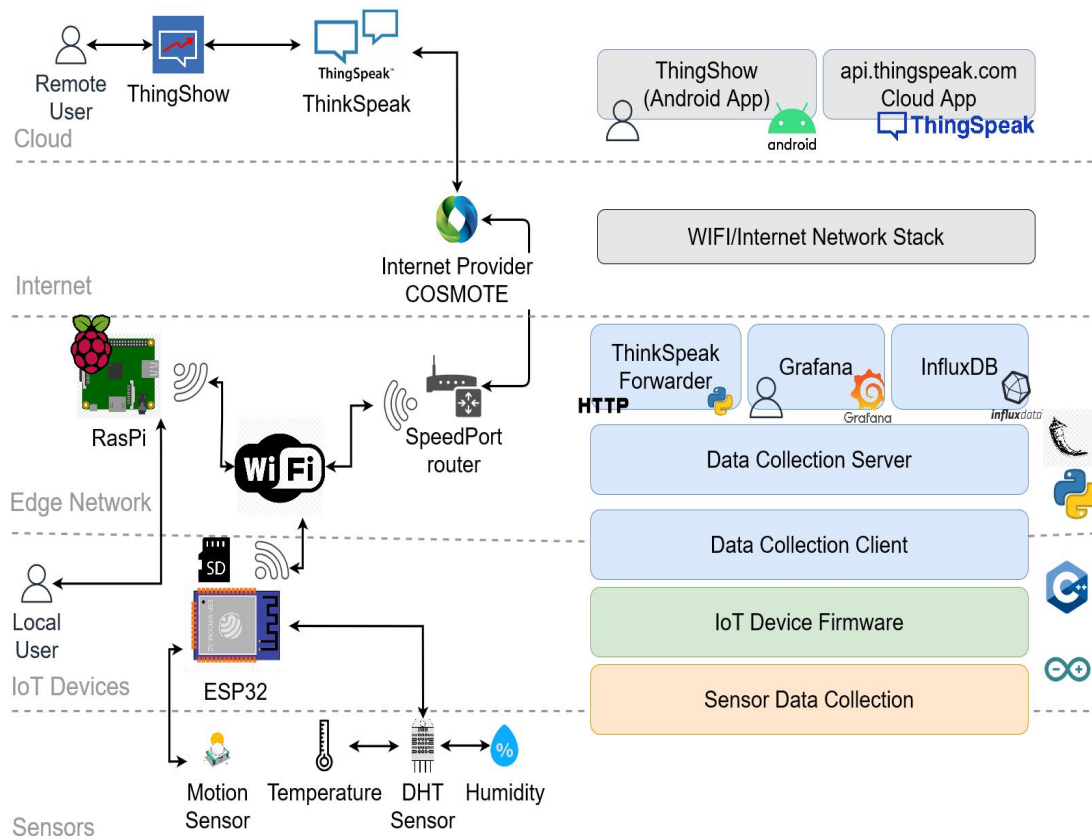 Remote
User
ThingShow
ThingSpeak™
ThinkSpeak
Cloud
ThingShow
(Android App)
android
api.thingspeak.com
Cloud App
ThingSpeak
Internet Provider
COSMOTE
Internet
WIFI/Internet Network Stack
RasPi
WiFi
SpeedPort
router
Edge Network
ThinkSpeak
Forwarder
HTTP
Grafana
Grafana
InfluxDB
influxdata
Data Collection Server
Data Collection Client
SD
Local
User
IoT Devices
ESP32
C++
IoT Device Firmware
Sensor Data Collection
Motion
Sensor
Temperature
DHT
Sensor
%
Humidity
Sensors